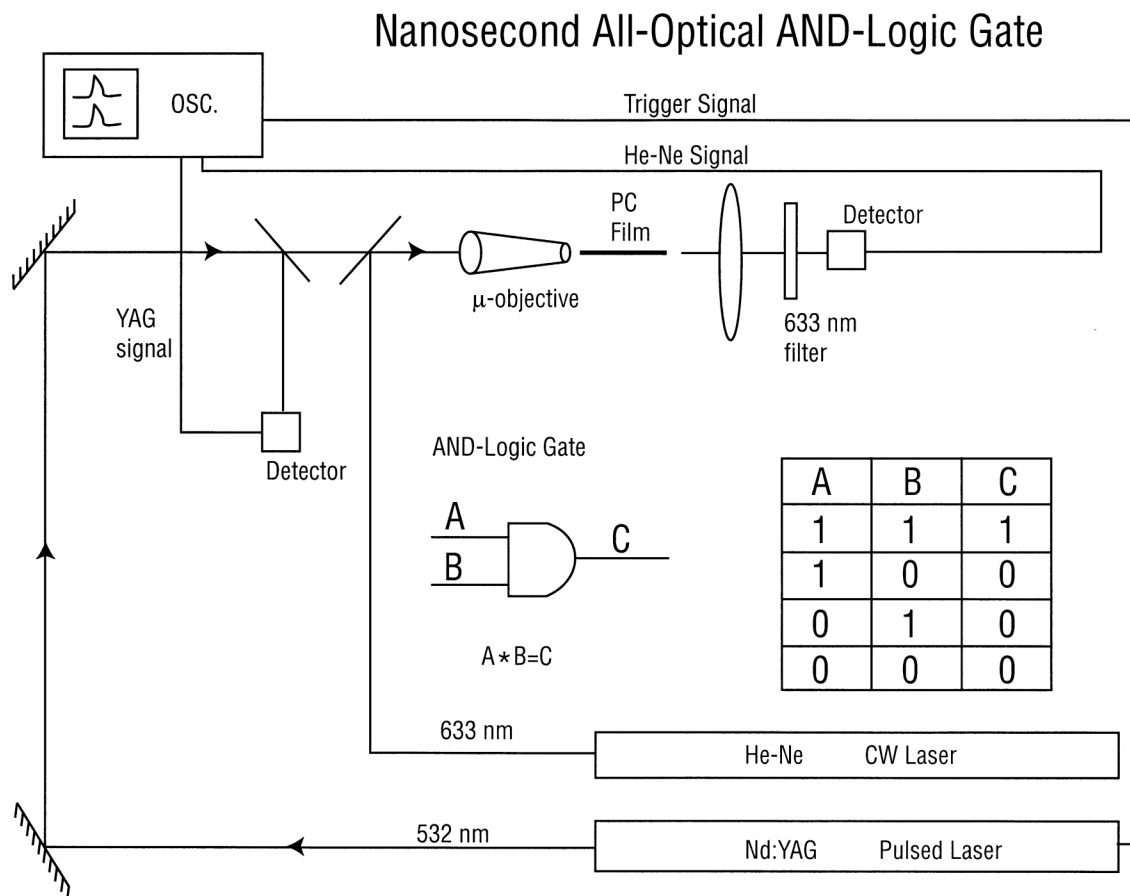 Nanosecond All-Optical AND-Logic Gate
OSC.
Trigger Signal
He-Ne Signal
PC
Film
Detector
μ-objective
633 nm
filter
YAG
signal
Detector
AND-Logic Gate
A
B
C
A*B=C
A B C
1 1 1
1 0 0
0 1 0
0 0 0
633 nm
He-Ne CW Laser
532 nm
Nd:YAG Pulsed Laser